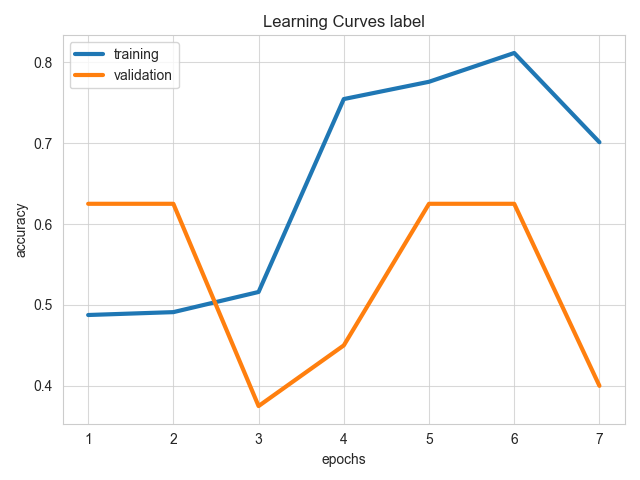 Learning Curves label
training
validation
0.8
0.7
0.6
0.5
0.4
accuracy
1 2 3 4 5 6 7
epochs